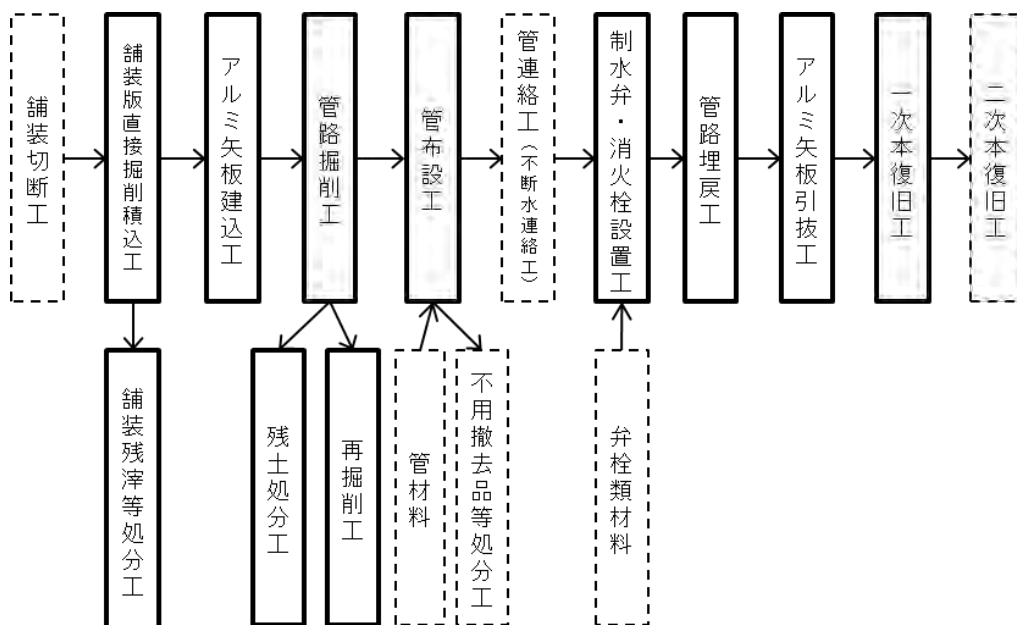 舗装切断工
舗装版直接掘削積込工
アルミ矢板建込工
管路掘削工
管布設工
管連絡工（不断水連絡工）
制水弁・消火栓設置工
管路埋戻工
アルミ矢板引抜工
一次本復旧工
二次本復旧工
舗装残滓等処分工
残土処分工
再掘削工
管材料
不用撤去品等処分工
弁栓類材料